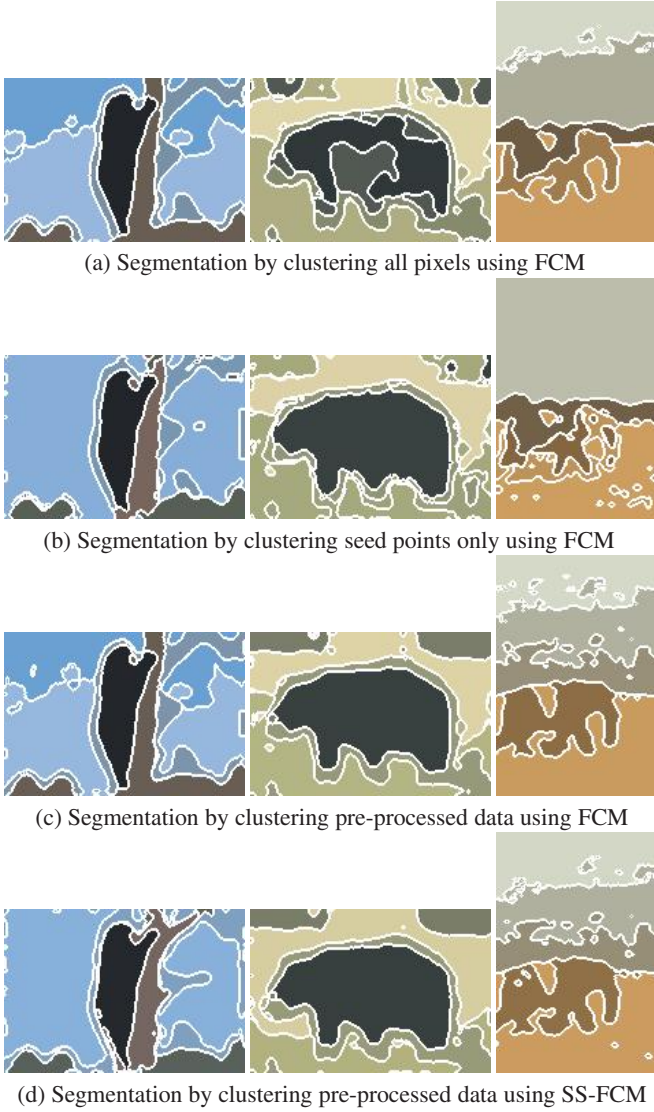 (a) Segmentation by clustering all pixels using FCM
(b) Segmentation by clustering seed points only using FCM
(c) Segmentation by clustering pre-processed data using FCM
(d) Segmentation by clustering pre-processed data using SS-FCM